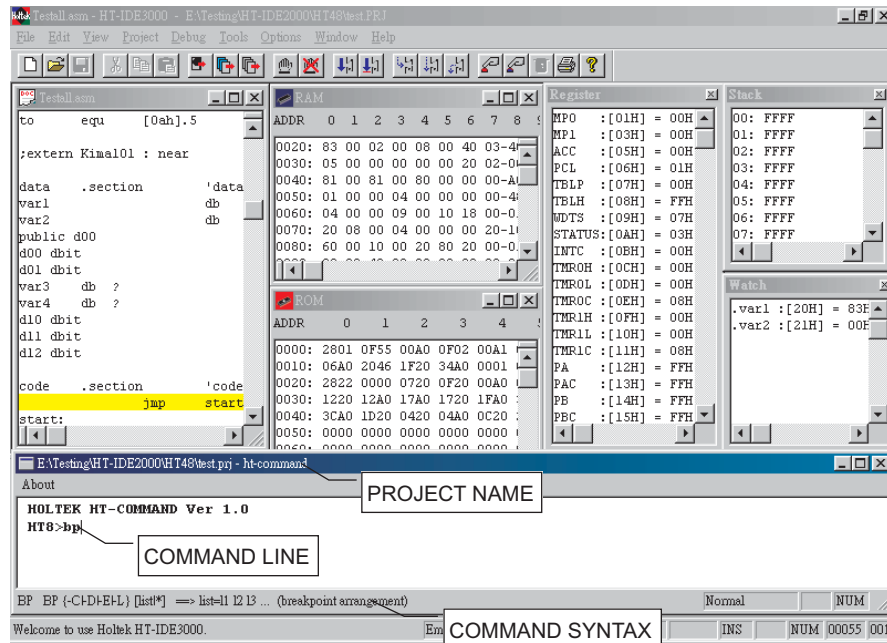 Testall.asm - HT-IDE3000 - E:\Testing\HT-IDE2000\HT48\test.PRJ
File Edit View Project Debug Tools Options Window Help
Testall.asm
to equ [0ah].5
;extern Kimal01 : near
data .section 'data
var1 db
var2 db
public d00
d00 dbit
d01 dbit
var3 db ?
var4 db ?
d10 dbit
d11 dbit
d12 dbit
code .section 'code
jmp start
start:
RAM
ADDR 0 1 2 3 4 5 6 7 8
0020: 83 00 02 00 08 00 40 03-4
0030: 05 00 00 00 00 00 20 02-0
0040: 81 00 81 00 80 00 00 00-A
0050: 01 00 00 04 00 00 00 00-4
0060: 04 00 00 09 00 10 18 00-0
0070: 20 08 00 04 00 00 00 20-1
0080: 60 00 10 00 20 80 20 00-0
ROM
ADDR 0 1 2 3 4
0000: 2801 0F55 00A0 0F02 00A1
0010: 06A0 2046 1F20 34A0 0001
0020: 2822 0000 0720 0F20 00A0
0030: 1220 12A0 17A0 1720 1FA0
0040: 3CA0 1D20 0420 04A0 0C20
0050: 0000 0000 0000 0000 0000
0060: 0000 0000 0000 0000 0000
Register
MP0 :[01H] = 00H
MP1 :[03H] = 00H
ACC :[05H] = 00H
PCL :[06H] = 01H
TBLP :[07H] = 00H
TBLH :[08H] = FFH
WDTS :[09H] = 07H
STATUS:[0AH] = 03H
INTC :[0BH] = 00H
TMR0H :[0CH] = 00H
TMR0L :[0DH] = 00H
TMR0C :[0EH] = 08H
TMR1H :[0FH] = 00H
TMR1L :[10H] = 00H
TMR1C :[11H] = 08H
PA :[12H] = FFH
PAC :[13H] = FFH
PB :[14H] = FFH
PBC :[15H] = FFH
Stack
00: FFFF
01: FFFF
02: FFFF
03: FFFF
04: FFFF
05: FFFF
06: FFFF
07: FFFF
Watch
.var1 :[20H] = 83H
.var2 :[21H] = 00H
E:\Testing\HT-IDE2000\HT48\test.prj - ht-command
About
PROJECT NAME
HOLTEK HT-COMMAND Ver 1.0
HT8>bp
COMMAND LINE
BP BP {-C|-D|-E|-L} [list|*] ==> list=l1 l2 l3 ... (breakpoint arrangement)
Normal NUM
COMMAND SYNTAX
Welcome to use Holtek HT-IDE3000.
Em
INS NUM 00055 001